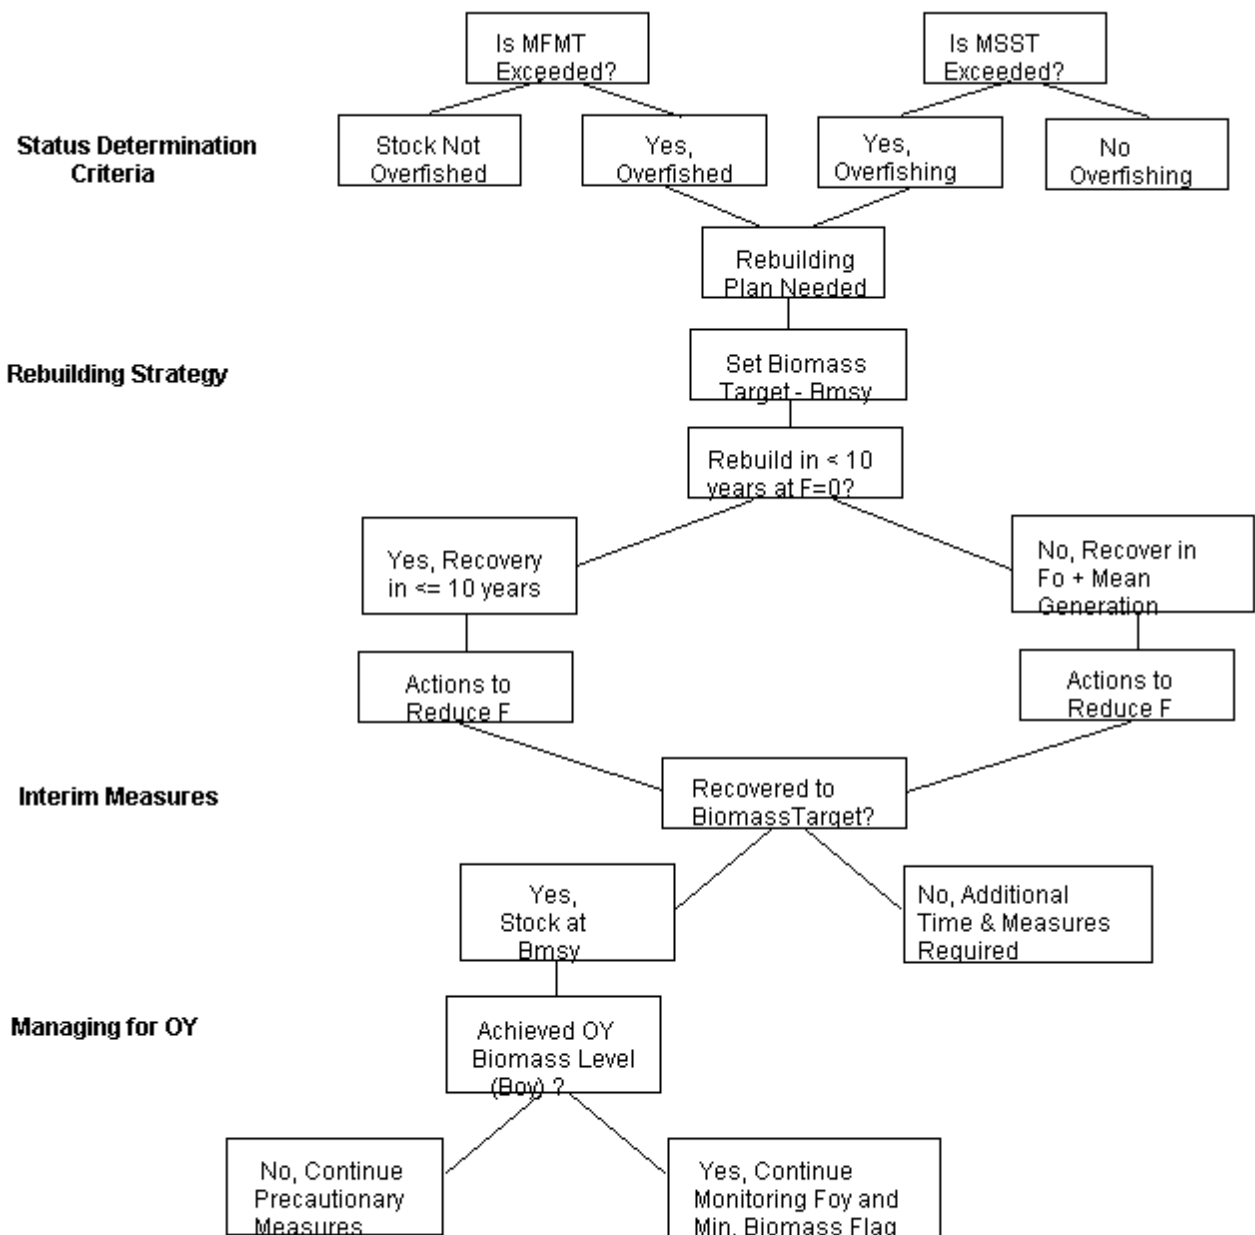 Is MFMT
Exceeded?
Is MSST
Exceeded?
Status Determination
Criteria
Stock Not
Overfished
Yes,
Overfished
Yes,
Overfishing
No
Overfishing
Rebuilding
Plan Needed
Rebuilding Strategy
Set Biomass
Target - Bmsy
Rebuild in < 10
years at F=0?
Yes, Recovery
in <= 10 years
No, Recover in
Fo + Mean
Generation
Actions to
Reduce F
Actions to
Reduce F
Interim Measures
Recovered to
BiomassTarget?
Yes,
Stock at
Bmsy
No, Additional
Time & Measures
Required
Managing for OY
Achieved OY
Biomass Level
(Boy) ?
No, Continue
Precautionary
Measures
Yes, Continue
Monitoring Foy and
Min. Biomass Flag